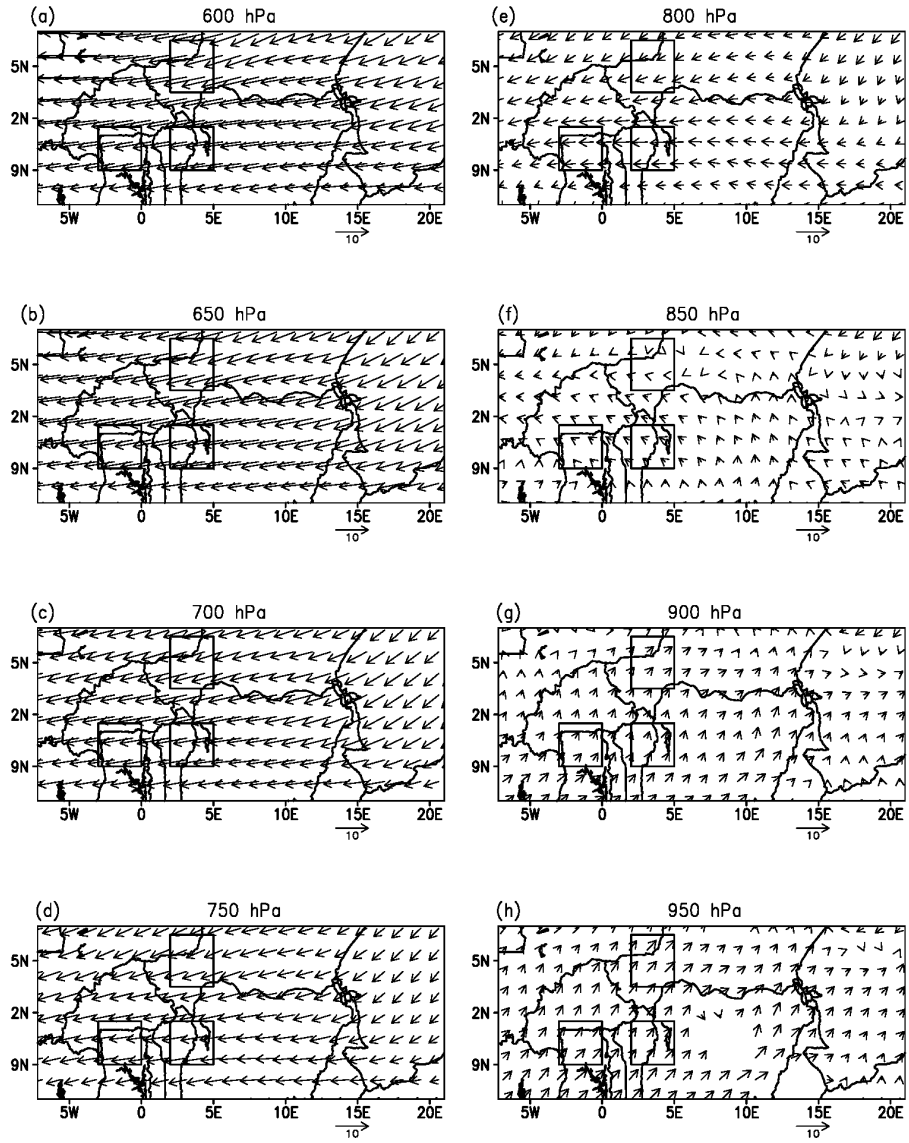 (a) 600 hPa
5N
2N
9N
5W 0 5E 10E 15E 20E
10
(b) 650 hPa
5N
2N
9N
5W 0 5E 10E 15E 20E
10
(c) 700 hPa
5N
2N
9N
5W 0 5E 10E 15E 20E
10
(d) 750 hPa
5N
2N
9N
5W 0 5E 10E 15E 20E
10
(e) 800 hPa
5N
2N
9N
5W 0 5E 10E 15E 20E
10
(f) 850 hPa
5N
2N
9N
5W 0 5E 10E 15E 20E
10
(g) 900 hPa
5N
2N
9N
5W 0 5E 10E 15E 20E
10
(h) 950 hPa
5N
2N
9N
5W 0 5E 10E 15E 20E
10